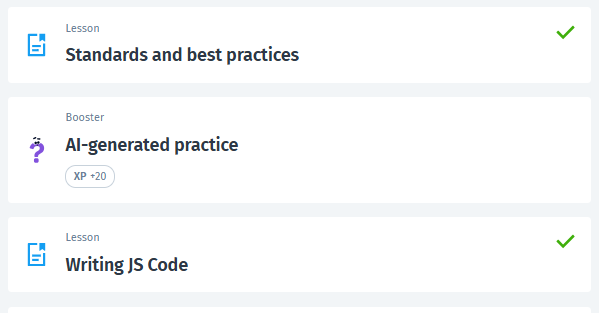 Lesson
Standards and best practices
Booster
AI-generated practice
XP +20
Lesson
Writing JS Code